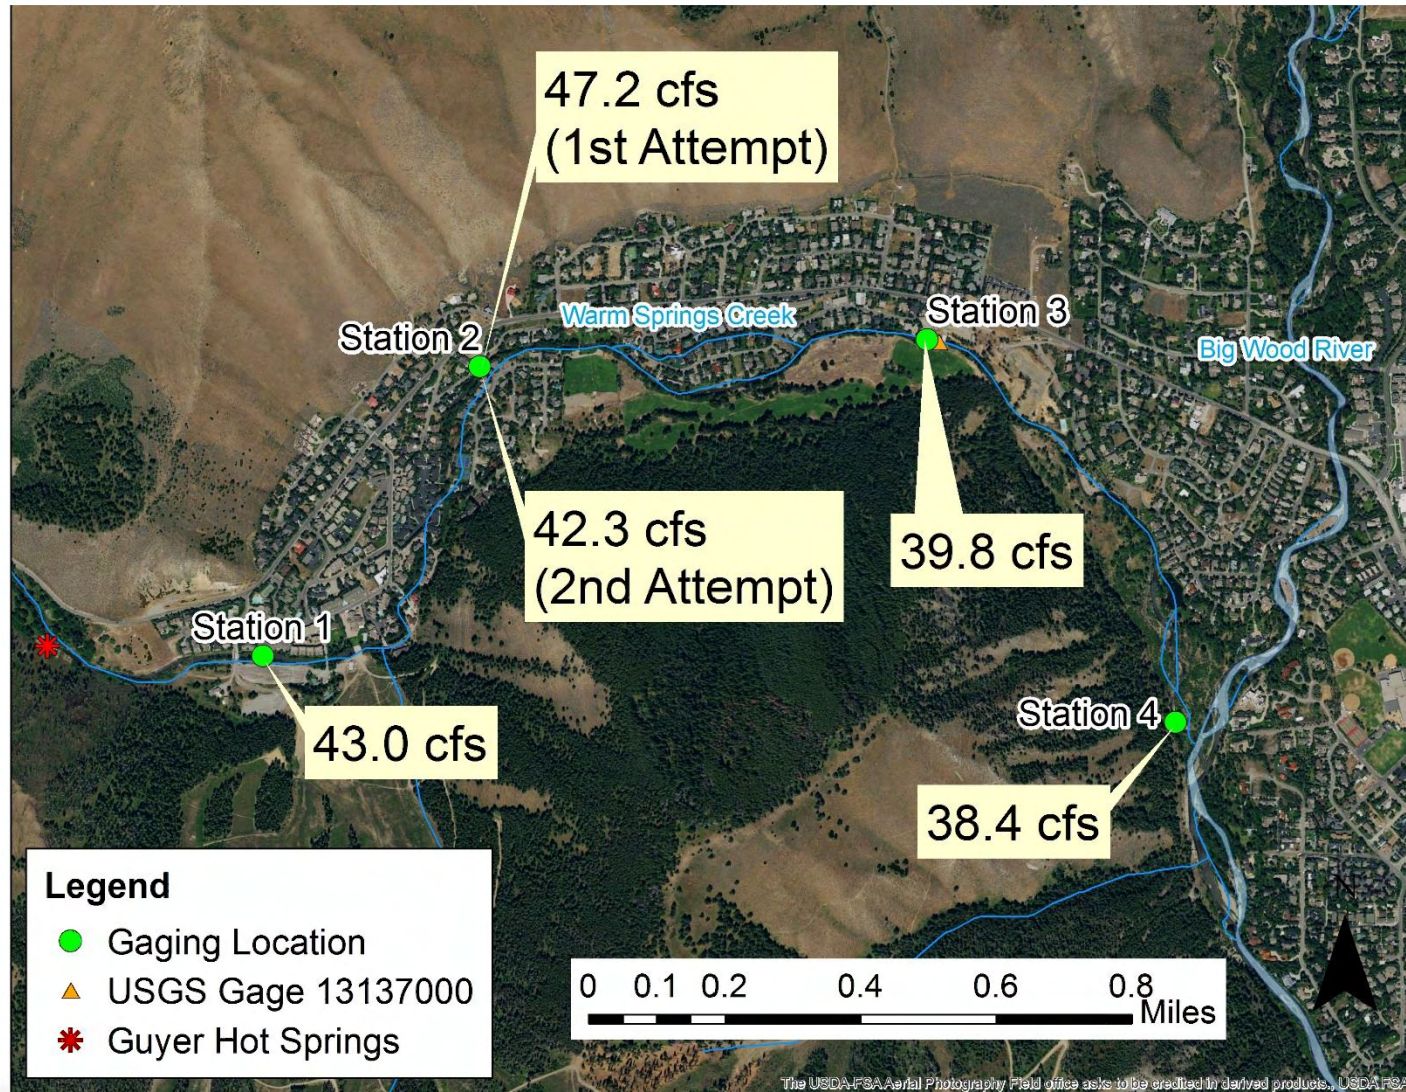 47.2 cfs
(1st Attempt)
Station 2
Warm Springs Creek
Station 3
Big Wood River
42.3 cfs
(2nd Attempt)
39.8 cfs
Station 1
43.0 cfs
Station 4
38.4 cfs
Legend
Gaging Location
USGS Gage 13137000
Guyer Hot Springs
0 0.1 0.2 0.4 0.6 0.8
Miles
N
The USDA-FSA Aerial Photography Field office asks to be credited in derived products., USDA FSA